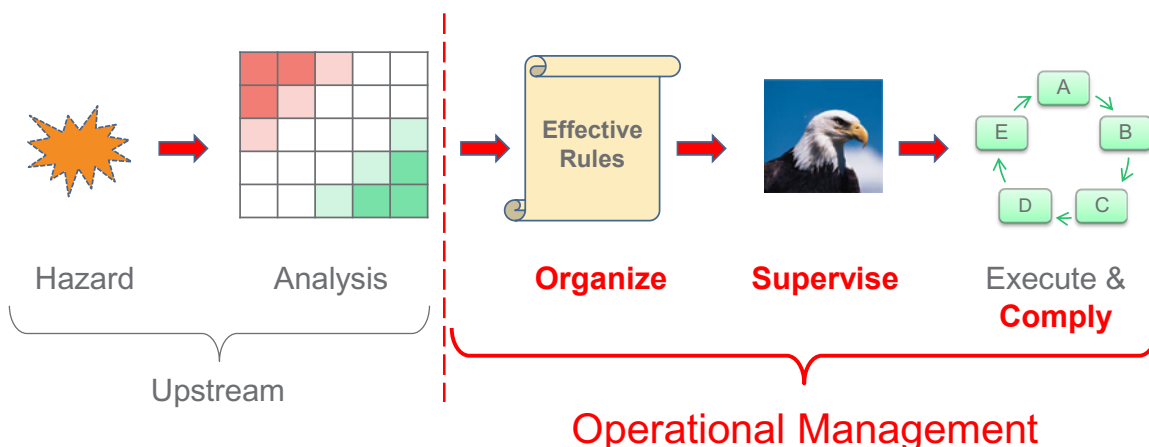 Effective
Rules
A
B
C
D
E
Hazard
Analysis
Organize
Supervise
Execute &
Comply
Upstream
Operational Management